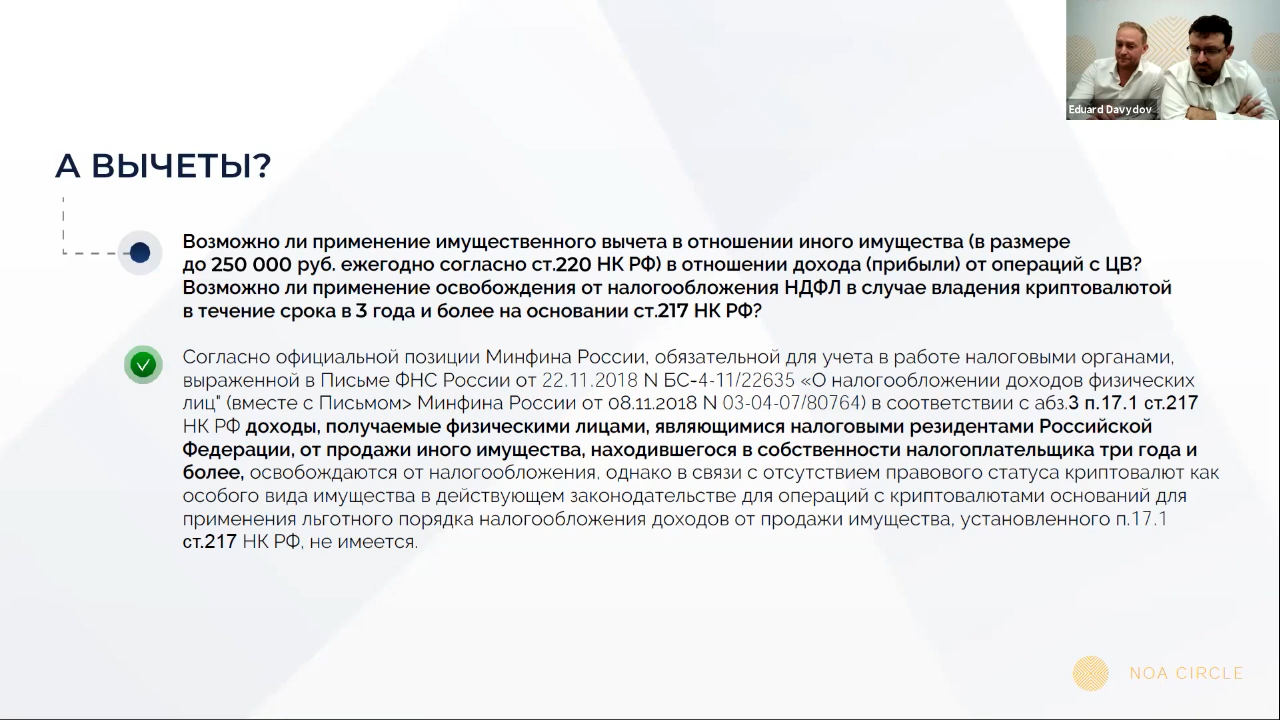 Eduard Davydov
А ВЫЧЕТЫ?
Возможно ли применение имущественного вычета в отношении иного имущества (в размере
до 250 000 руб. ежегодно согласно ст.220 НК РФ) в отношении дохода (прибыли) от операций с ЦВ?
Возможно ли применение освобождения от налогообложения НДФЛ в случае владения криптовалютой
в течение срока в 3 года и более на основании ст.217 НК РФ?
Согласно официальной позиции Минфина России, обязательной для учета в работе налоговыми органами,
выраженной в Письме ФНС России от 22.11.2018 N БС-4-11/22635 «О налогообложении доходов физических
лиц" (вместе с Письмом> Минфина России от 08.11.2018 N 03-04-07/80764) в соответствии с абз.3 п.17.1 ст.217
НК РФ доходы, получаемые физическими лицами, являющимися налоговыми резидентами Российской
Федерации, от продажи иного имущества, находившегося в собственности налогоплательщика три года и
более, освобождаются от налогообложения, однако в связи с отсутствием правового статуса криптовалют как
особого вида имущества в действующем законодательстве для операций с криптовалютами оснований для
применения льготного порядка налогообложения доходов от продажи имущества, установленного п.17.1
ст.217 НК РФ, не имеется.
NOA CIRCLE